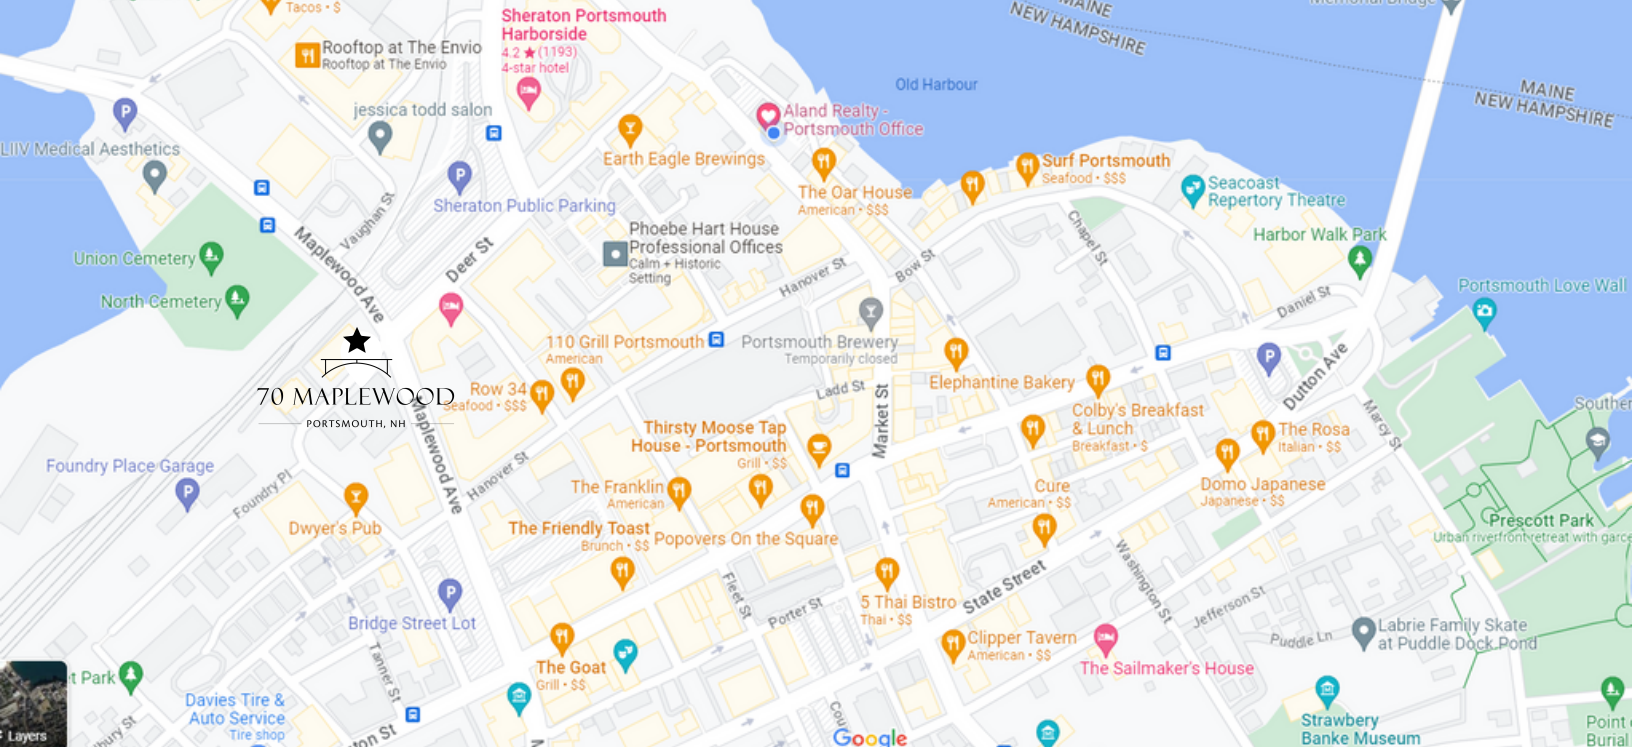 Tacos • $
Rooftop at The Envio
Rooftop at The Envio
Sheraton Portsmouth
Harborside
4.2 ★ (1193)
4-star hotel
MAINE
NEW HAMPSHIRE
Memorial Bridge
Old Harbour
MAINE
NEW HAMPSHIRE
jessica todd salon
P
LIIV Medical Aesthetics
Aland Realty -
Portsmouth Office
Earth Eagle Brewings
P
Sheraton Public Parking
The Oar House
American • $$$
Surf Portsmouth
Seafood • $$$
Seacoast
Repertory Theatre
Harbor Walk Park
Portsmouth Love Wall
Vaughan St
Maplewood Ave
Deer St
Union Cemetery
North Cemetery
Phoebe Hart House
Professional Offices
Calm + Historic
Setting
Hanover St
Bow St
Chapel St
Daniel St
70 MAPLEWOOD
PORTSMOUTH, NH
110 Grill Portsmouth
American
Portsmouth Brewery
Temporarily closed
Row 34
Seafood • $$$
Ladd St
Market St
Elephantine Bakery
P
Dutton Ave
Colby's Breakfast
& Lunch
Breakfast • $
The Rosa
Italian • $$
Marcy St
Maplewood Ave
Thirsty Moose Tap
House - Portsmouth
Grill • $$
Foundry Place Garage
P
Foundry Pl
Hanover St
The Franklin
American
Cure
American • $$
Domo Japanese
Japanese • $$
Dwyer's Pub
The Friendly Toast
Brunch • $$
Popovers On the Square
Prescott Park
Urban riverfront retreat with
P
Bridge Street Lot
Fleet St
Porter St
5 Thai Bistro
Thai • $$
State Street
Washington St
Jefferson St
Puddle Ln
Labrie Family Skate
at Puddle Dock Pond
Clipper Tavern
American • $$
The Sailmaker's House
The Goat
Grill • $$
Tanner St
Park
Davies Tire &
Auto Service
Tire shop
Strawbery
Banke Museum
Point
Burial
Layers
Google